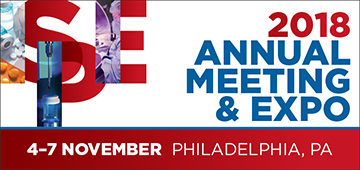 2018
ANNUAL
MEETING
& EXPO
4–7 NOVEMBER PHILADELPHIA, PA